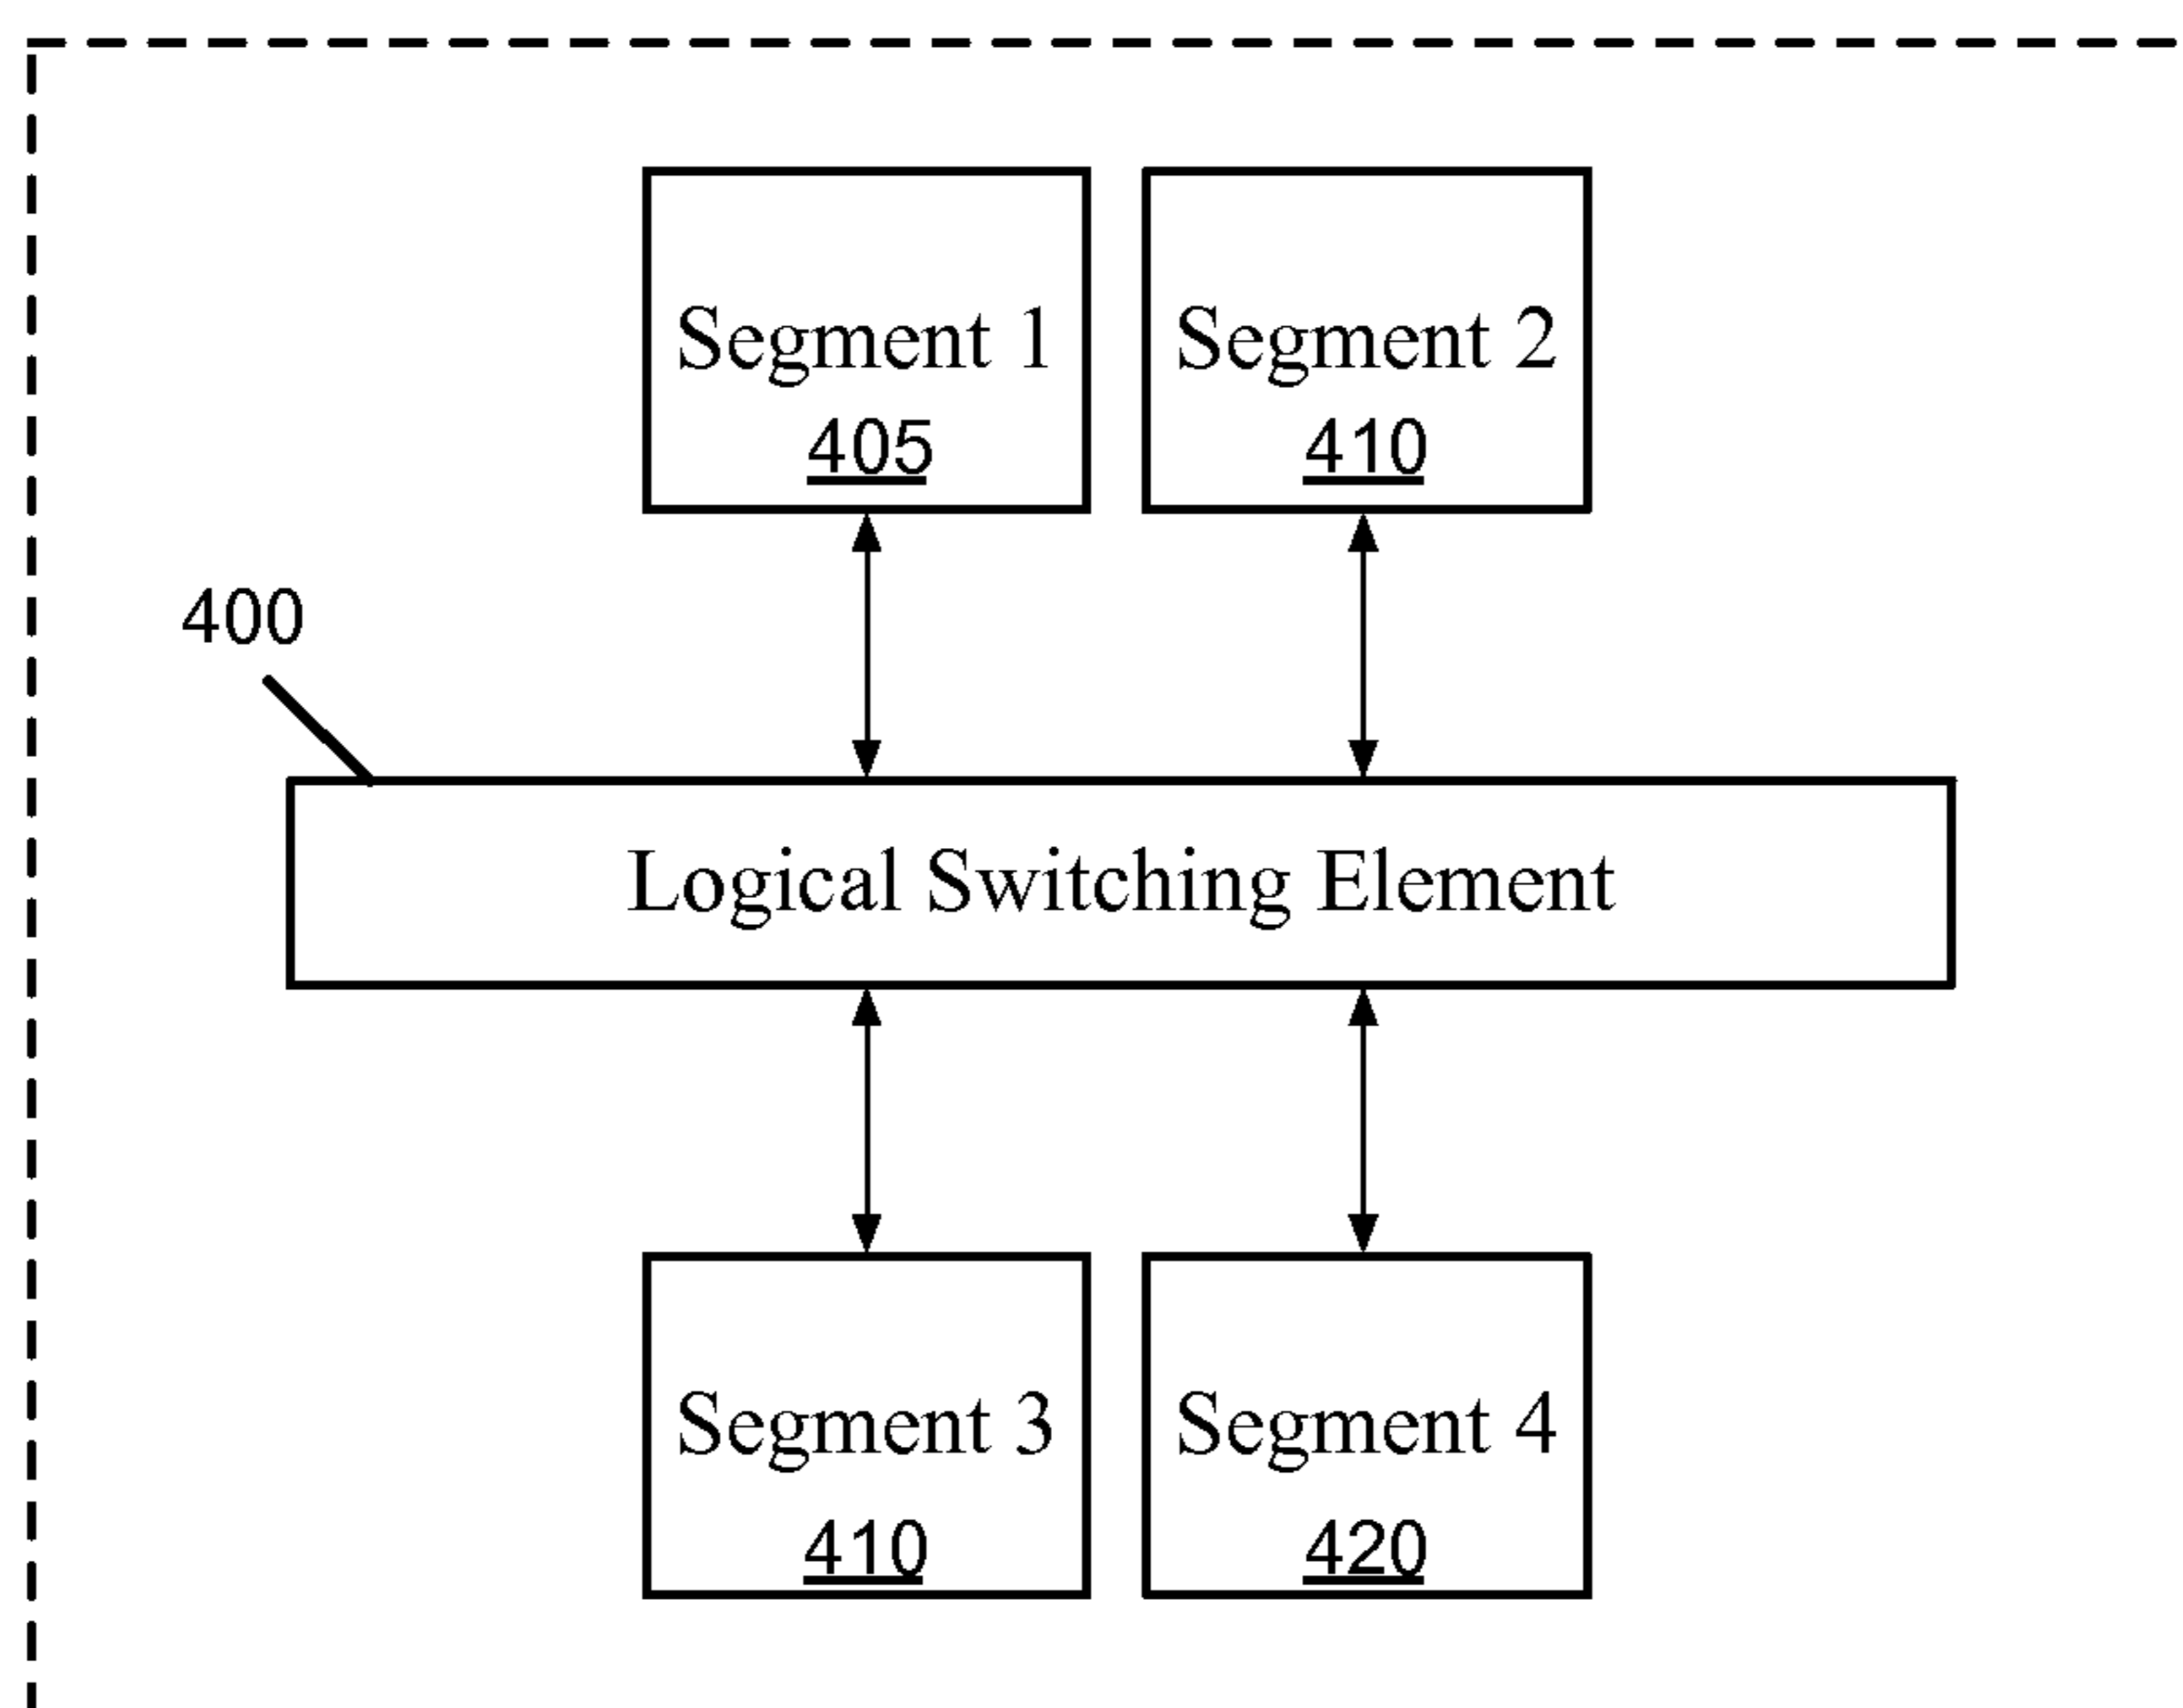 Segment 1
405
Segment 2
410
400
Logical Switching Element
Segment 3
410
Segment 4
420